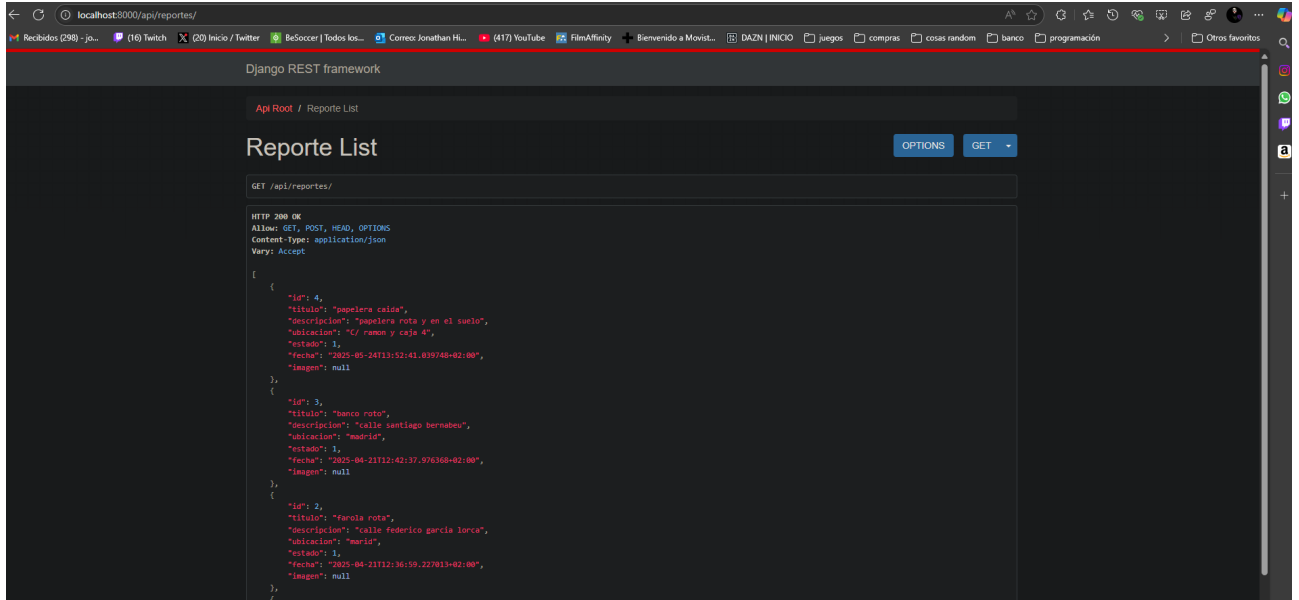 localhost:8000/api/reportes/
Recibidos (298) - jo...
(16) Twitch
(20) Inicio / Twitter
BeSoccer | Todos los...
Correo: Jonathan Hi...
(417) YouTube
FilmAffinity
Bienvenido a Movist...
DAZN | INICIO
juegos
compras
cosas random
banco
programación
Otros favoritos
Django REST framework
Api Root / Reporte List
Reporte List
OPTIONS
GET
GET /api/reportes/
HTTP 200 OK
Allow: GET, POST, HEAD, OPTIONS
Content-Type: application/json
Vary: Accept
[
{
"id": 4,
"titulo": "papelera caida",
"descripcion": "papelera rota y en el suelo",
"ubicacion": "C/ ramon y caja 4",
"estado": 1,
"fecha": "2025-05-24T13:52:41.039748+02:00",
"imagen": null
},
{
"id": 3,
"titulo": "banco roto",
"descripcion": "calle santiago bernabeu",
"ubicacion": "madrid",
"estado": 1,
"fecha": "2025-04-21T12:42:37.976368+02:00",
"imagen": null
},
{
"id": 2,
"titulo": "farola rota",
"descripcion": "calle federico garcia lorca",
"ubicacion": "marid",
"estado": 1,
"fecha": "2025-04-21T12:36:59.227013+02:00",
"imagen": null
},
{